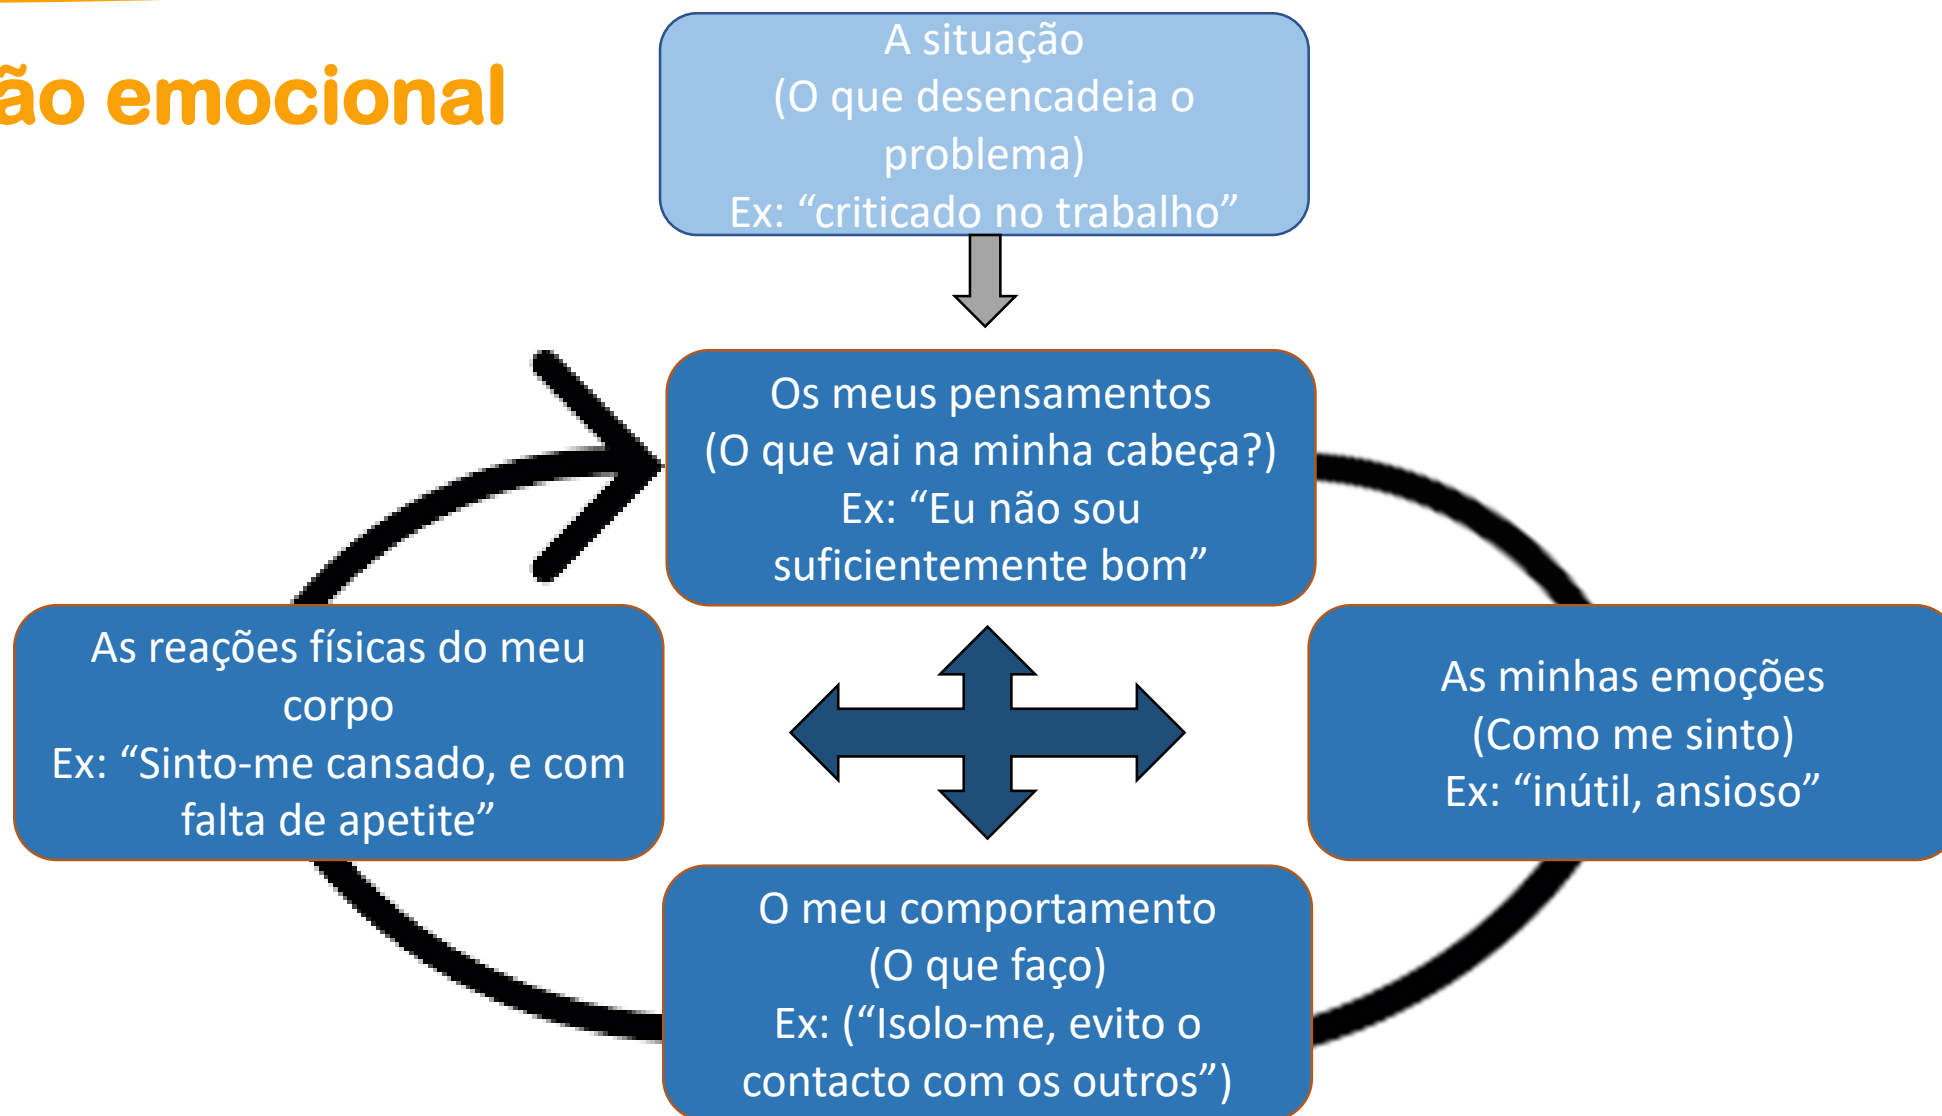 ão emocional
A situação
(O que desencadeia o
problema)
Ex: “criticado no trabalho”
Os meus pensamentos
(O que vai na minha cabeça?)
Ex: “Eu não sou
suficientemente bom”
As reações físicas do meu
corpo
Ex: “Sinto-me cansado, e com
falta de apetite”
As minhas emoções
(Como me sinto)
Ex: “inútil, ansioso”
O meu comportamento
(O que faço)
Ex: (“Isolo-me, evito o
contacto com os outros”)